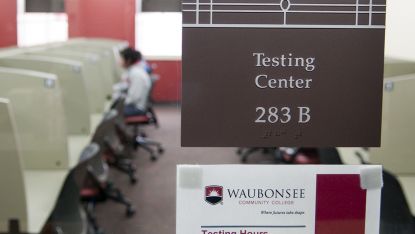 Testing
Center
283 B
WAUBONSEE
COMMUNITY COLLEGE
Where futures take shape.
Testing Hours